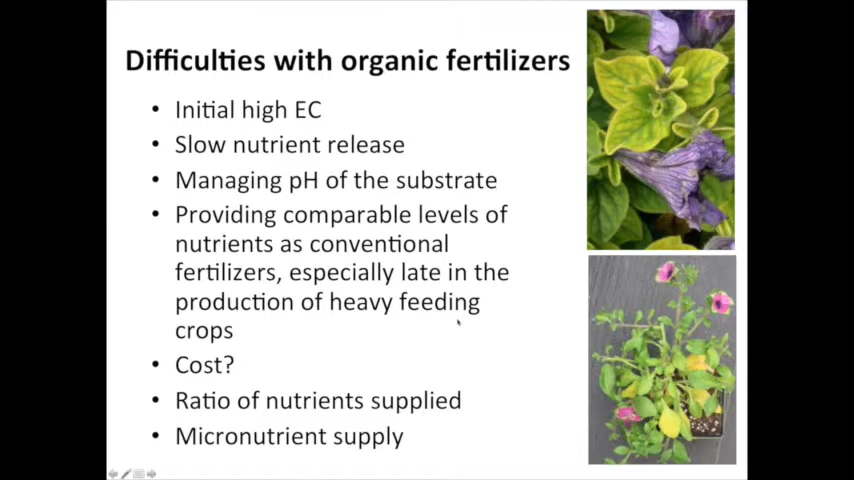 Difficulties with organic fertilizers
• Initial high EC
• Slow nutrient release
• Managing pH of the substrate
• Providing comparable levels of
nutrients as conventional
fertilizers, especially late in the
production of heavy feeding
crops
• Cost?
• Ratio of nutrients supplied
• Micronutrient supply